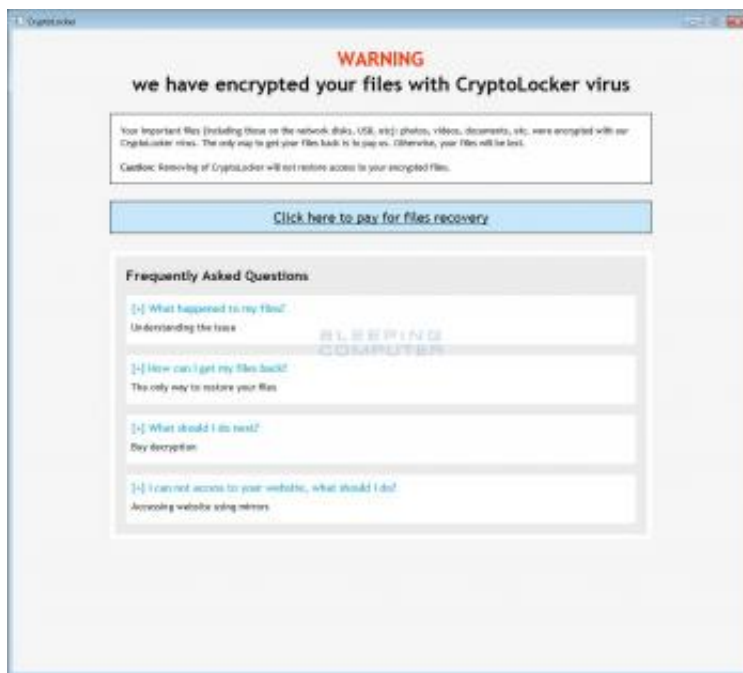 CryptoLocker
WARNING
we have encrypted your files with CryptoLocker virus
Your important files (including those on the network disks, USB, etc): photos, videos, documents, etc. were encrypted with our
CryptoLocker virus. The only way to get your files back is to pay us. Otherwise, your files will be lost.
Caution: Removing of CryptoLocker will not restore access to your encrypted files.
Click here to pay for files recovery
Frequently Asked Questions
[+] What happened to my files?
Understanding the issue
BLEEPING
COMPUTER
[+] How can I get my files back?
The only way to restore your files
[+] What should I do next?
Buy decryption
[+] I can not access to your website, what should I do?
Accessing website using mirrors